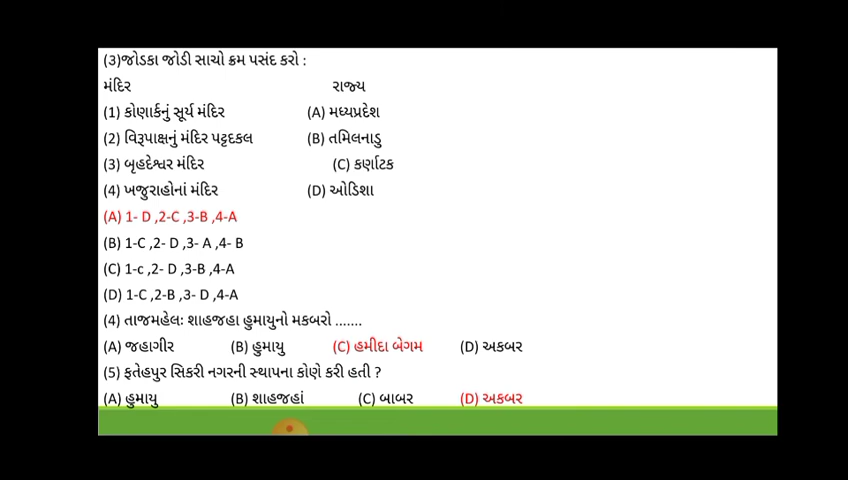 (3)જોડકા જોડી સાચો ક્રમ પસંદ કરો :
મંદિર રાજ્ય
(1) કોણાર્કનું સૂર્ય મંદિર (A) મધ્યપ્રદેશ
(2) વિરૂપાક્ષનું મંદિર પટ્ટદકલ (B) તમિલનાડુ
(3) બૃહદેશ્વર મંદિર (C) કર્ણાટક
(4) ખજુરાહોનાં મંદિર (D) ઓડિશા
(A) 1- D ,2-C ,3-B ,4-A
(B) 1-C ,2- D ,3- A ,4- B
(C) 1-c ,2- D ,3-B ,4-A
(D) 1-C ,2-B ,3- D ,4-A
(4) તાજમહેલઃ શાહજહા હુમાયુનો મકબરો .......
(A) જહાગીર (B) હુમાયુ (C) હમીદા બેગમ (D) અકબર
(5) ફતેહપુર સિકરી નગરની સ્થાપના કોણે કરી હતી ?
(A) હુમાયુ (B) શાહજહાં (C) બાબર (D) અકબર